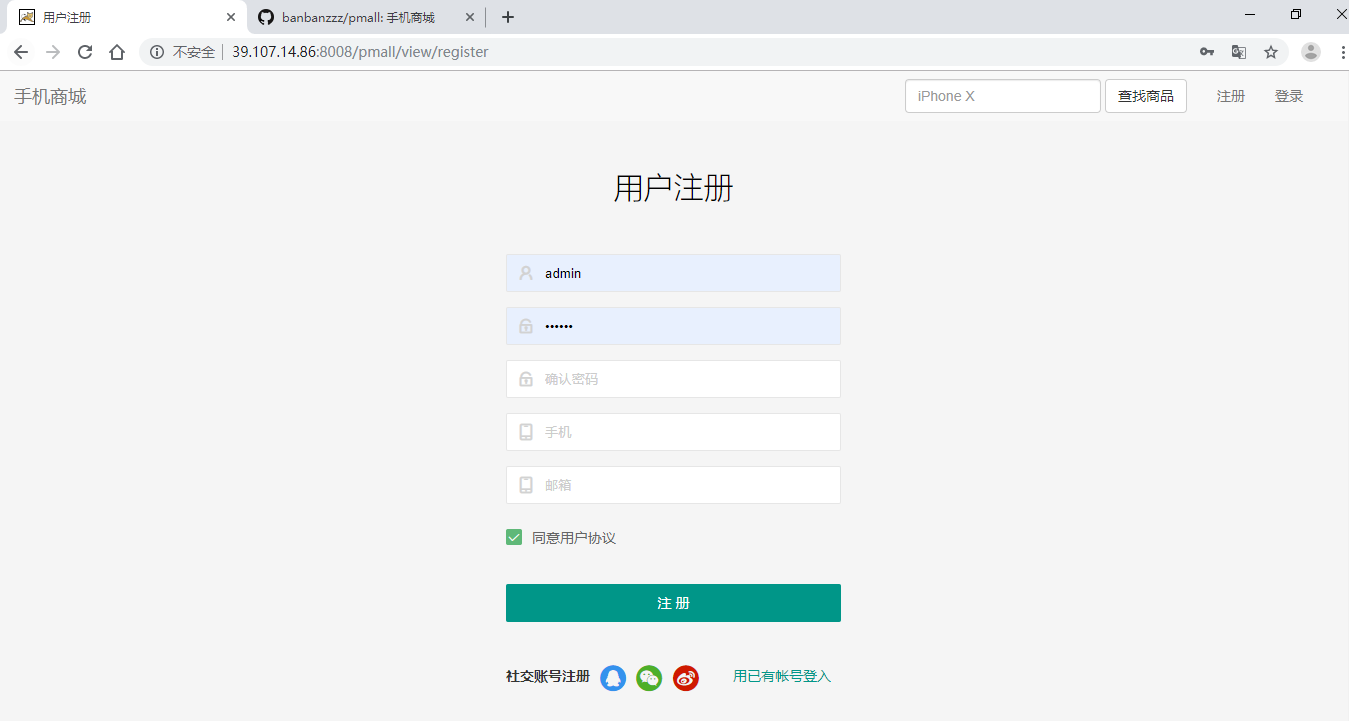 用户注册
banbanzzz/pmall: 手机商城
不安全 39.107.14.86:8008/pmall/view/register
手机商城 iPhone X 查找商品 注册 登录
用户注册
admin
••••••
确认密码
手机
邮箱
同意用户协议
注 册
社交账号注册 用已有帐号登入